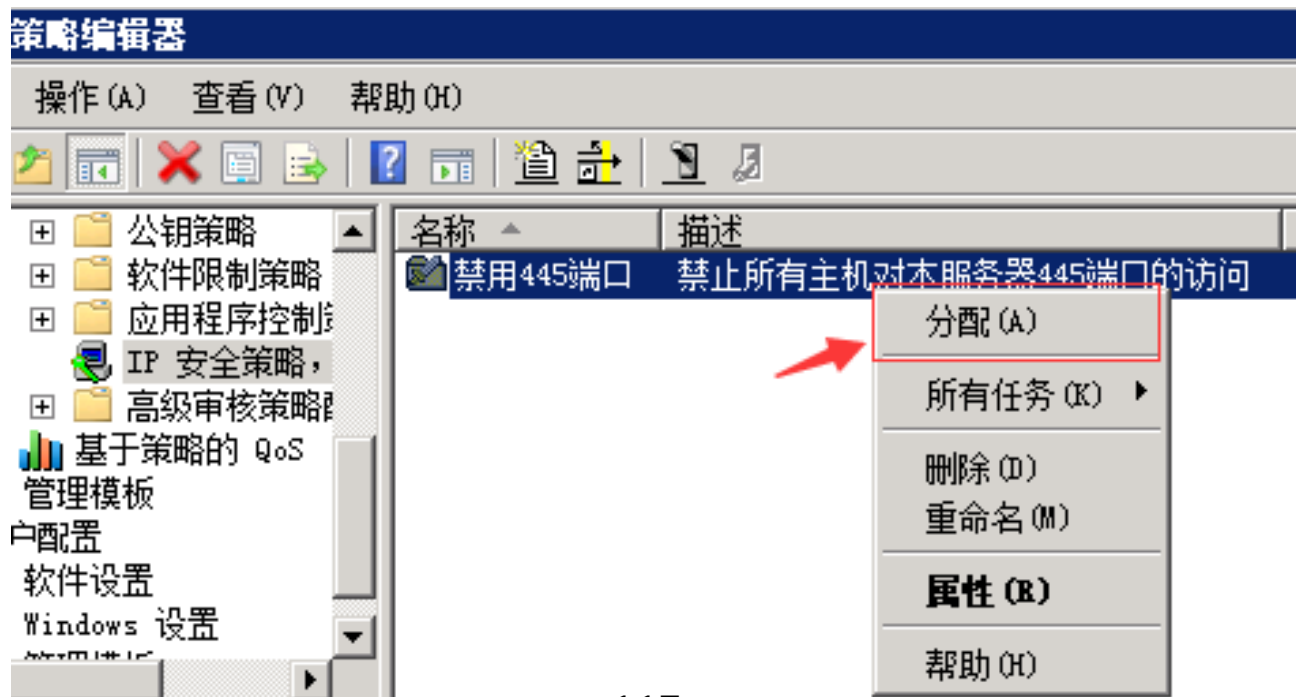 策略编辑器
操作(A) 查看(V) 帮助(H)
公钥策略
软件限制策略
应用程序控制
IP 安全策略，
高级审核策略
基于策略的 QoS
管理模板
户配置
软件设置
Windows 设置
名称 描述
禁用445端口 禁止所有主机对本服务器445端口的访问
分配(A)
所有任务(K)
删除(D)
重命名(M)
属性(R)
帮助(H)